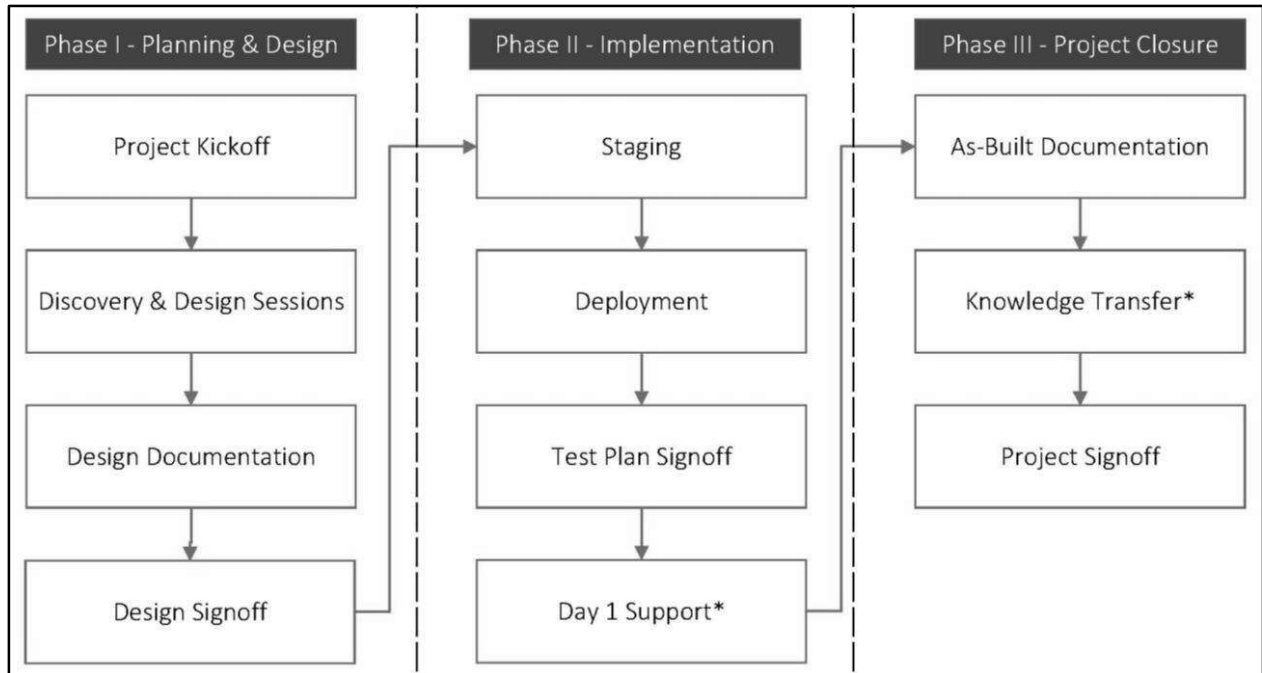 Phase I - Planning & Design
Project Kickoff
Discovery & Design Sessions
Design Documentation
Design Signoff
Phase II - Implementation
Staging
Deployment
Test Plan Signoff
Day 1 Support*
Phase III - Project Closure
As-Built Documentation
Knowledge Transfer*
Project Signoff